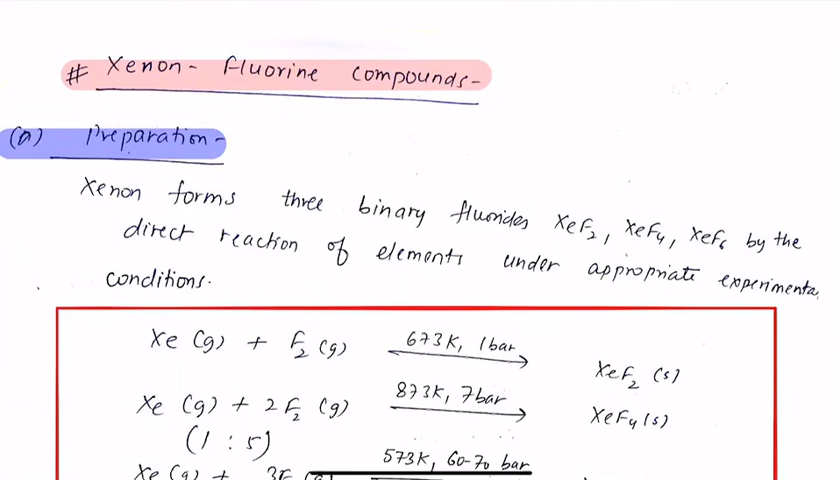 # Xenon - Fluorine Compounds -
(a) Preparation -
Xenon forms three binary fluorides XeF₂, XeF₄, XeF₆ by the
direct reaction of elements under appropriate experimenta
conditions.
Xe (g) + F₂ (g) 673K, 1bar → XeF₂ (s)
Xe (g) + 2F₂ (g) 873K, 7bar → XeF₄ (s)
(1 : 5)
Xe (g) + 3F 573K, 60-70 bar